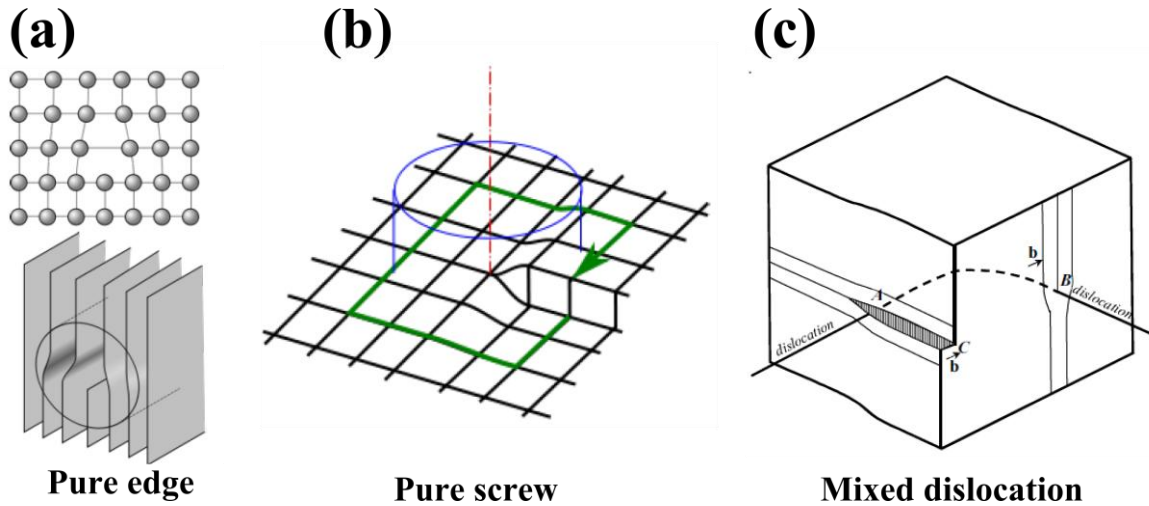 (a)
(b)
(c)
A
b
B
dislocation
dislocation
C
b
Pure edge
Pure screw
Mixed dislocation